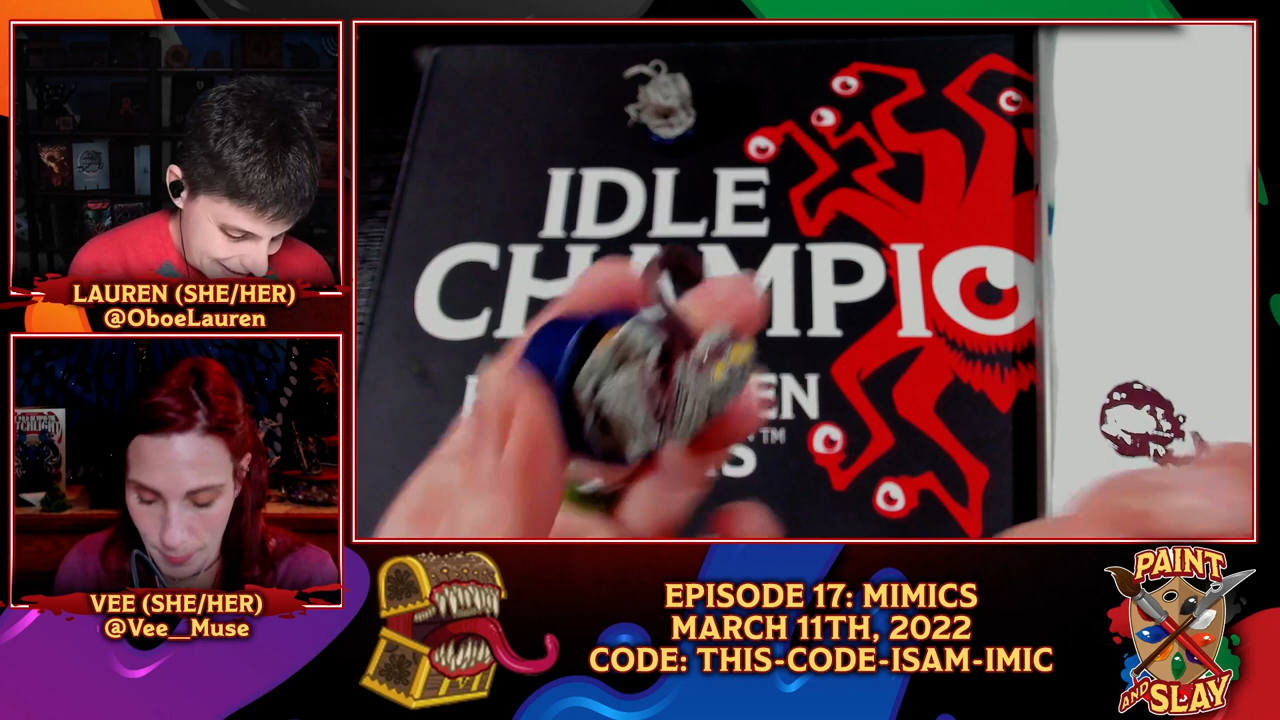 LAUREN (SHE/HER)
@OboeLauren
VEE (SHE/HER)
@Vee__Muse
IDLE
CHAMPIO
EPISODE 17: MIMICS
MARCH 11TH, 2022
CODE: THIS-CODE-ISAM-IMIC
PAINT
AND SLAY